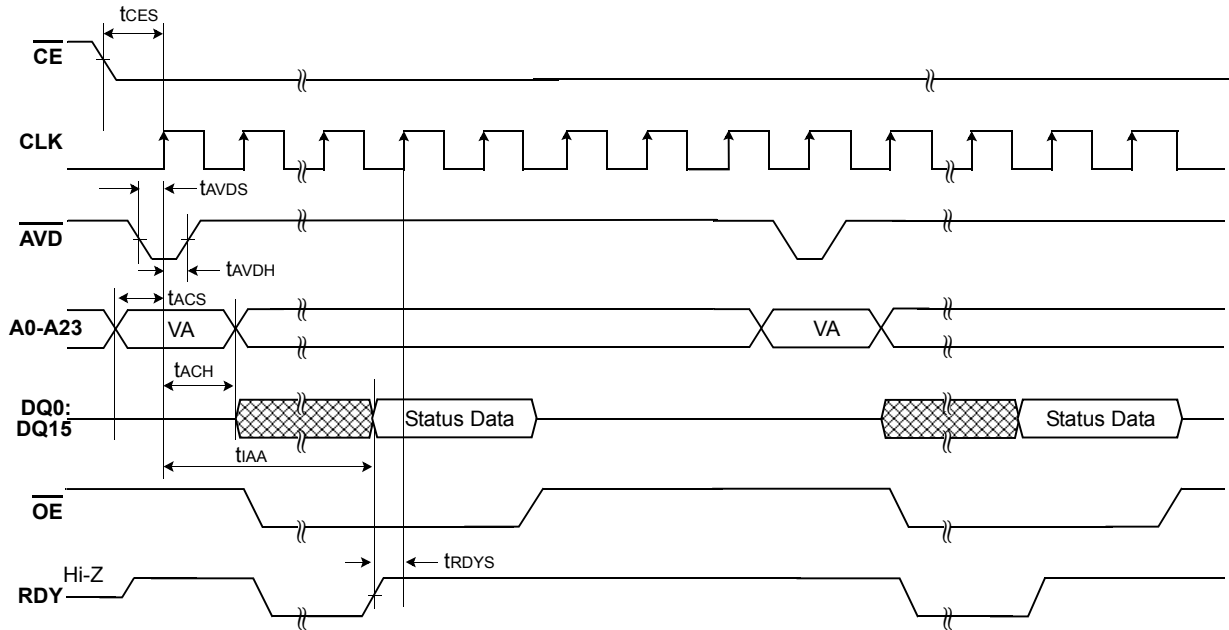 tCES
CE
CLK
tAVDS
AVD
tAVDH
tACS
A0-A23
VA
VA
tACH
DQ0:
DQ15
Status Data
Status Data
tIAA
OE
tRDYS
Hi-Z
RDY